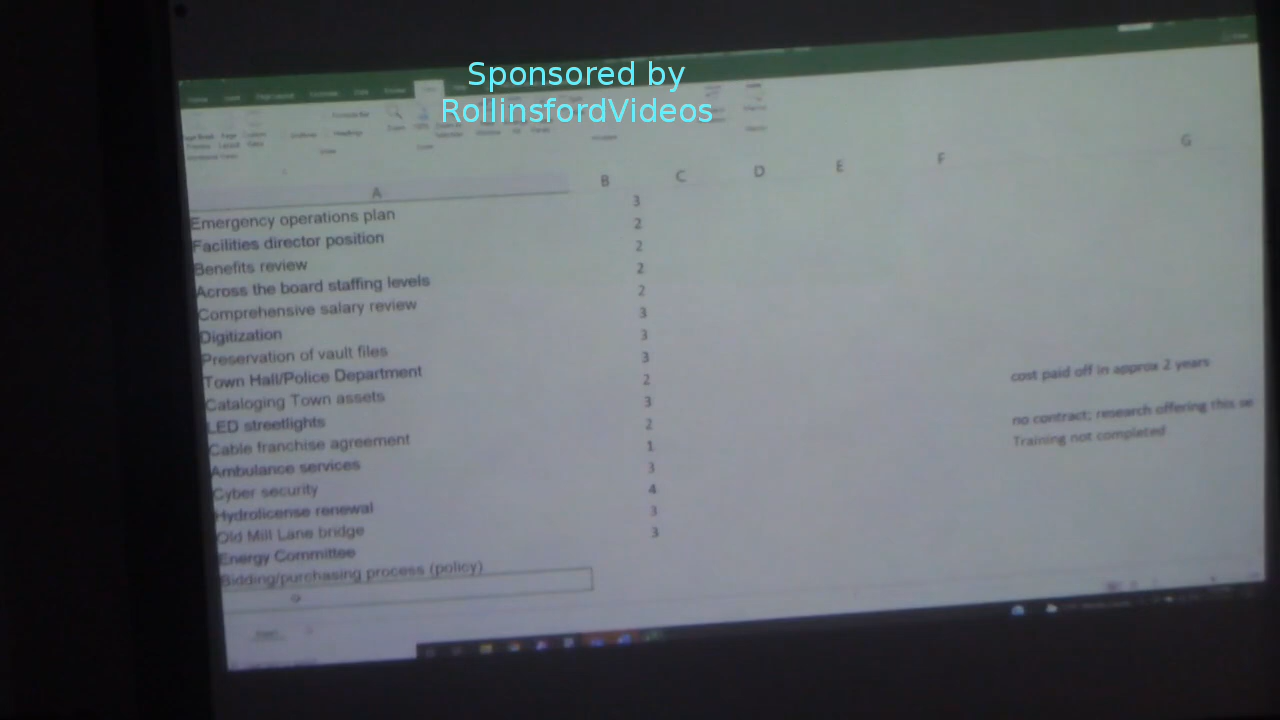 Sponsored by
RollinsfordVideos
A B C D E F G
Emergency operations plan 3
Facilities director position 2
Benefits review 2
Across the board staffing levels 2
Comprehensive salary review 2
Digitization 3
Preservation of vault files 3
Town Hall/Police Department 3
Cataloging Town assets 2
LED streetlights 3 cost paid off in approx 2 years
Cable franchise agreement 2
Ambulance services 1 no contract; research offering this se
Cyber security 3 Training not completed
Hydrolicense renewal 4
Old Mill Lane bridge 3
Energy Committee 3
Bidding/purchasing process (policy)